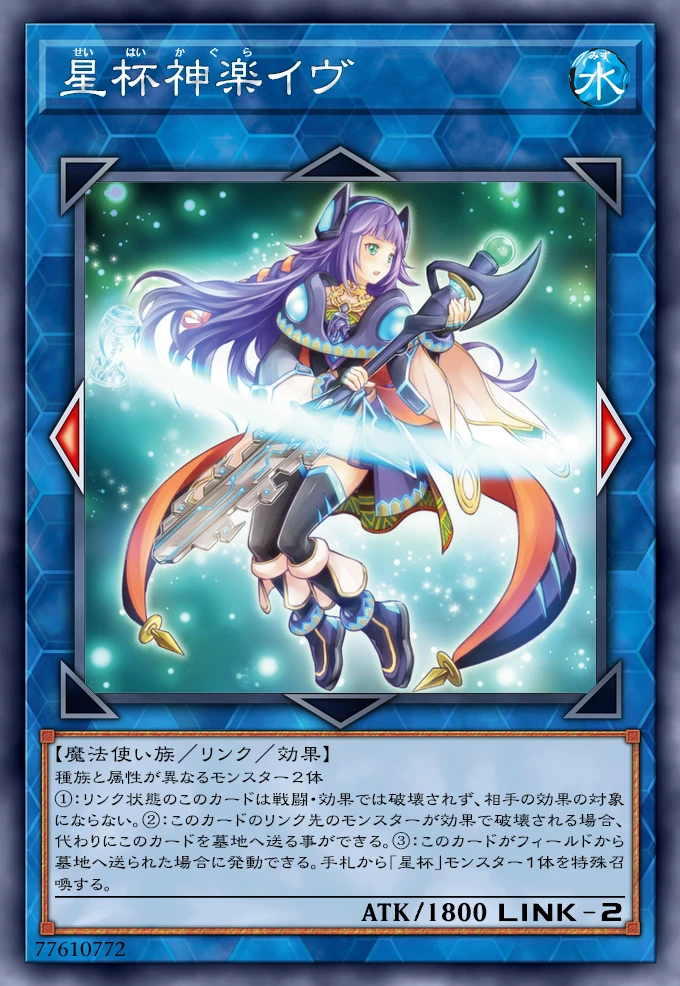 せい はい か ぐ ら
星杯神楽イヴ
みず
水
【魔法使い族／リンク／効果】
種族と属性が異なるモンスター２体
①：リンク状態のこのカードは戦闘・効果では破壊されず、相手の効果の対象
にならない。②：このカードのリンク先のモンスターが効果で破壊される場合、
代わりにこのカードを墓地へ送る事ができる。③：このカードがフィールドから
墓地へ送られた場合に発動できる。手札から「星杯」モンスター１体を特殊召
喚する。
ATK/1800 LINK-2
77610772